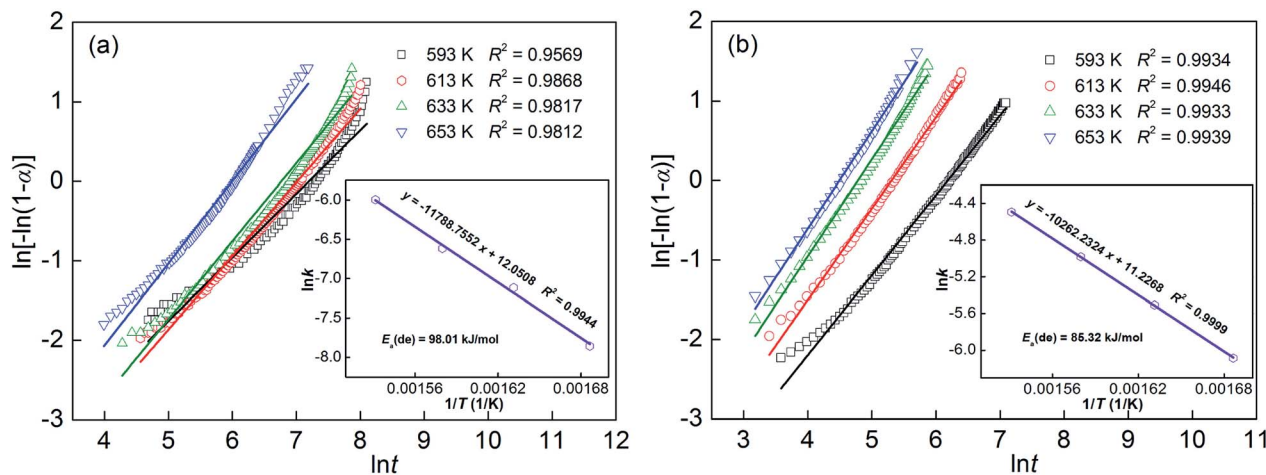 (a)
593 K R² = 0.9569
613 K R² = 0.9868
633 K R² = 0.9817
653 K R² = 0.9812
ln[-ln(1-α)]
2
1
0
-1
-2
-3
4 5 6 7 8 9 10 11 12
lnt
y = -11788.7552 x + 12.0508 R² = 0.9944
Eₐ(de) = 98.01 kJ/mol
lnk
-6.0
-6.5
-7.0
-7.5
-8.0
0.00156 0.00162 0.00168
1/T (1/K)
(b)
593 K R² = 0.9934
613 K R² = 0.9946
633 K R² = 0.9933
653 K R² = 0.9939
ln[-ln(1-α)]
2
1
0
-1
-2
-3
3 4 5 6 7 8 9 10 11
lnt
y = -10262.2324 x + 11.2268 R² = 0.9999
Eₐ(de) = 85.32 kJ/mol
lnk
-4.4
-4.8
-5.2
-5.6
-6.0
0.00156 0.00162 0.00168
1/T (1/K)